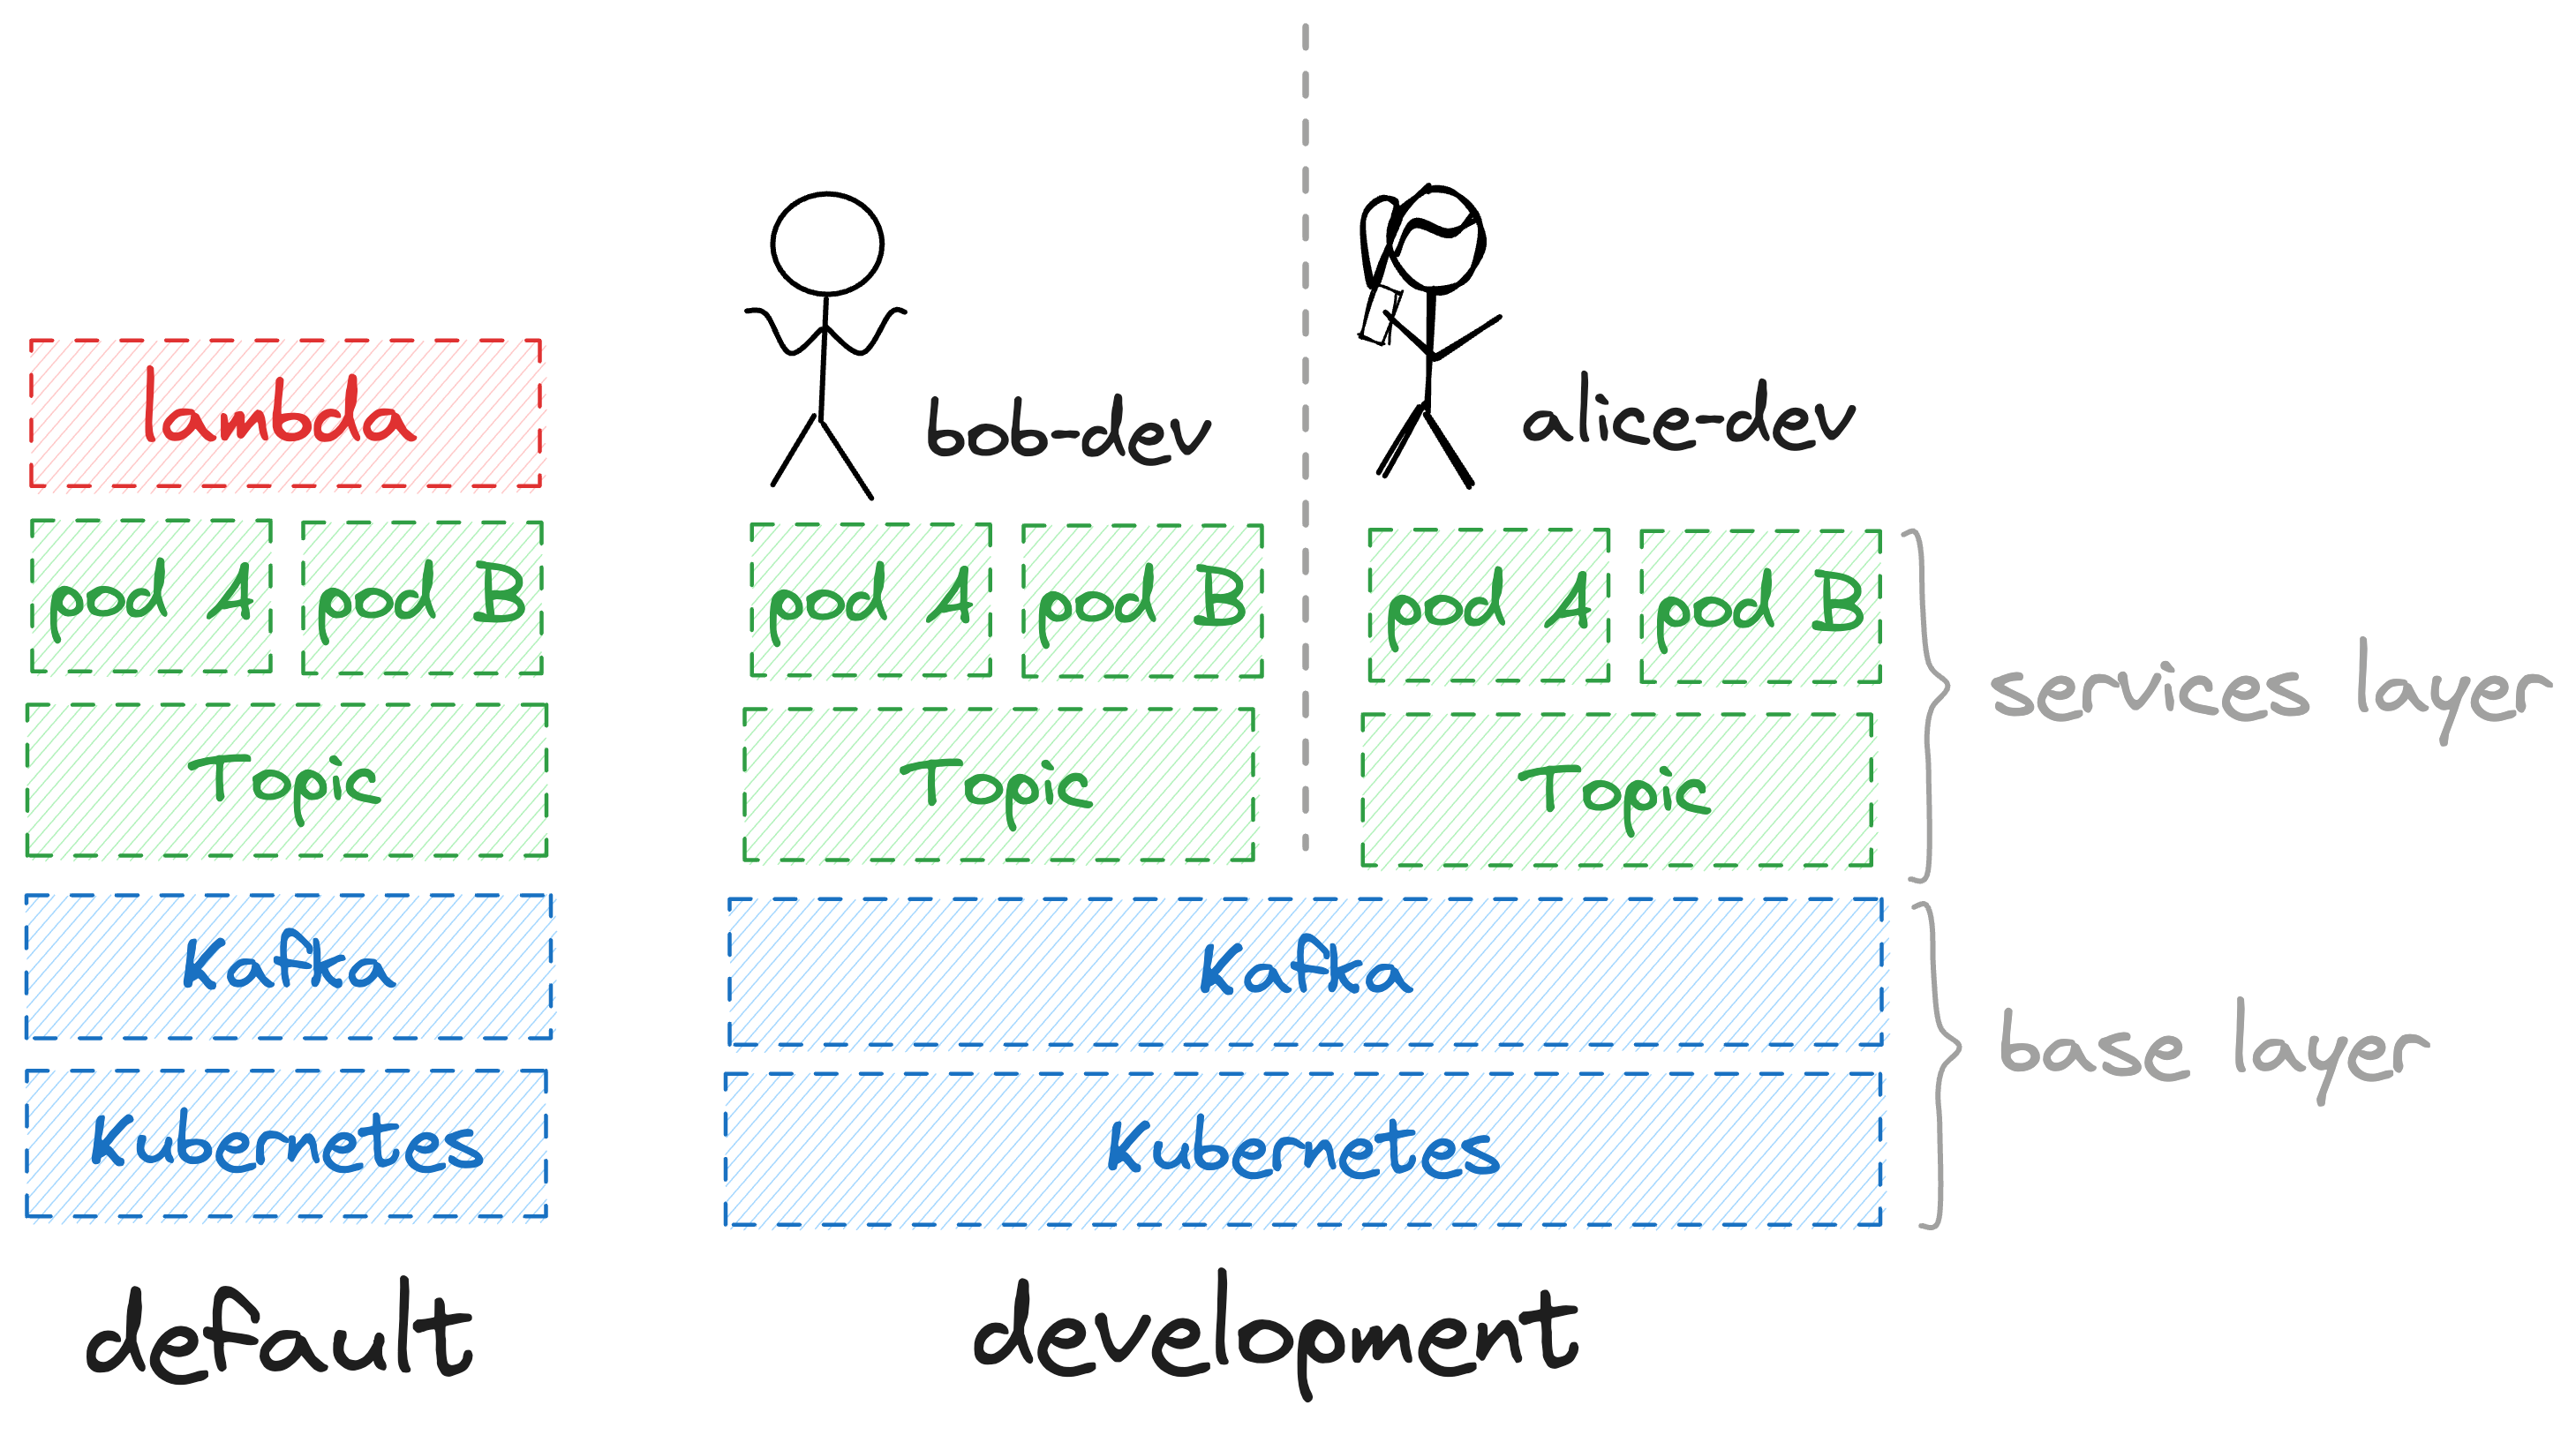 lambda
pod A
pod B
Topic
Kafka
Kubernetes
default
bob-dev
alice-dev
pod A
pod B
pod A
pod B
Topic
Topic
Kafka
Kubernetes
development
services layer
base layer